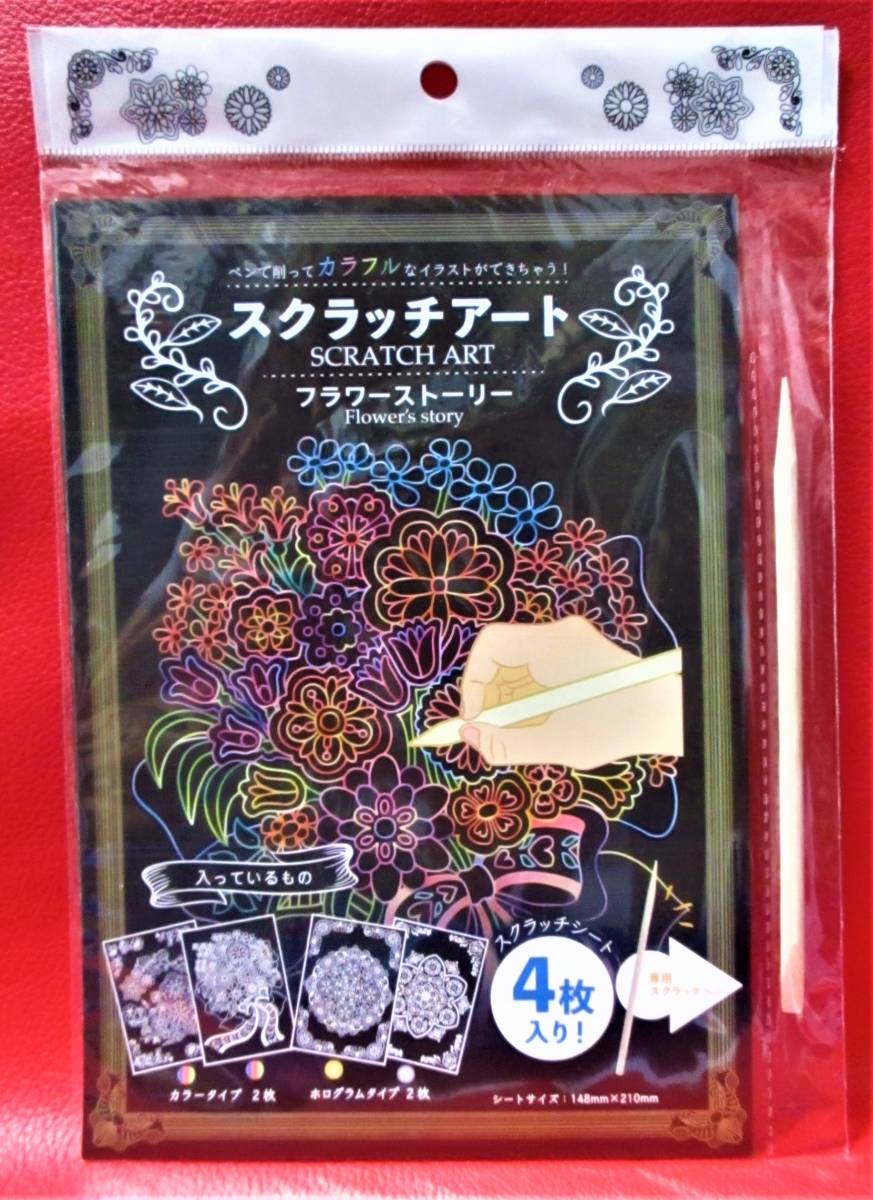 ペンで削ってカラフルなイラストができちゃう!
スクラッチアート
SCRATCH ART
フラワーストーリー
Flower's story
入っているもの
スクラッチシート
4枚
入り!
専用
スクラッチペン
カラータイプ 2枚
ホログラムタイプ 2枚
シートサイズ:148mm×210mm